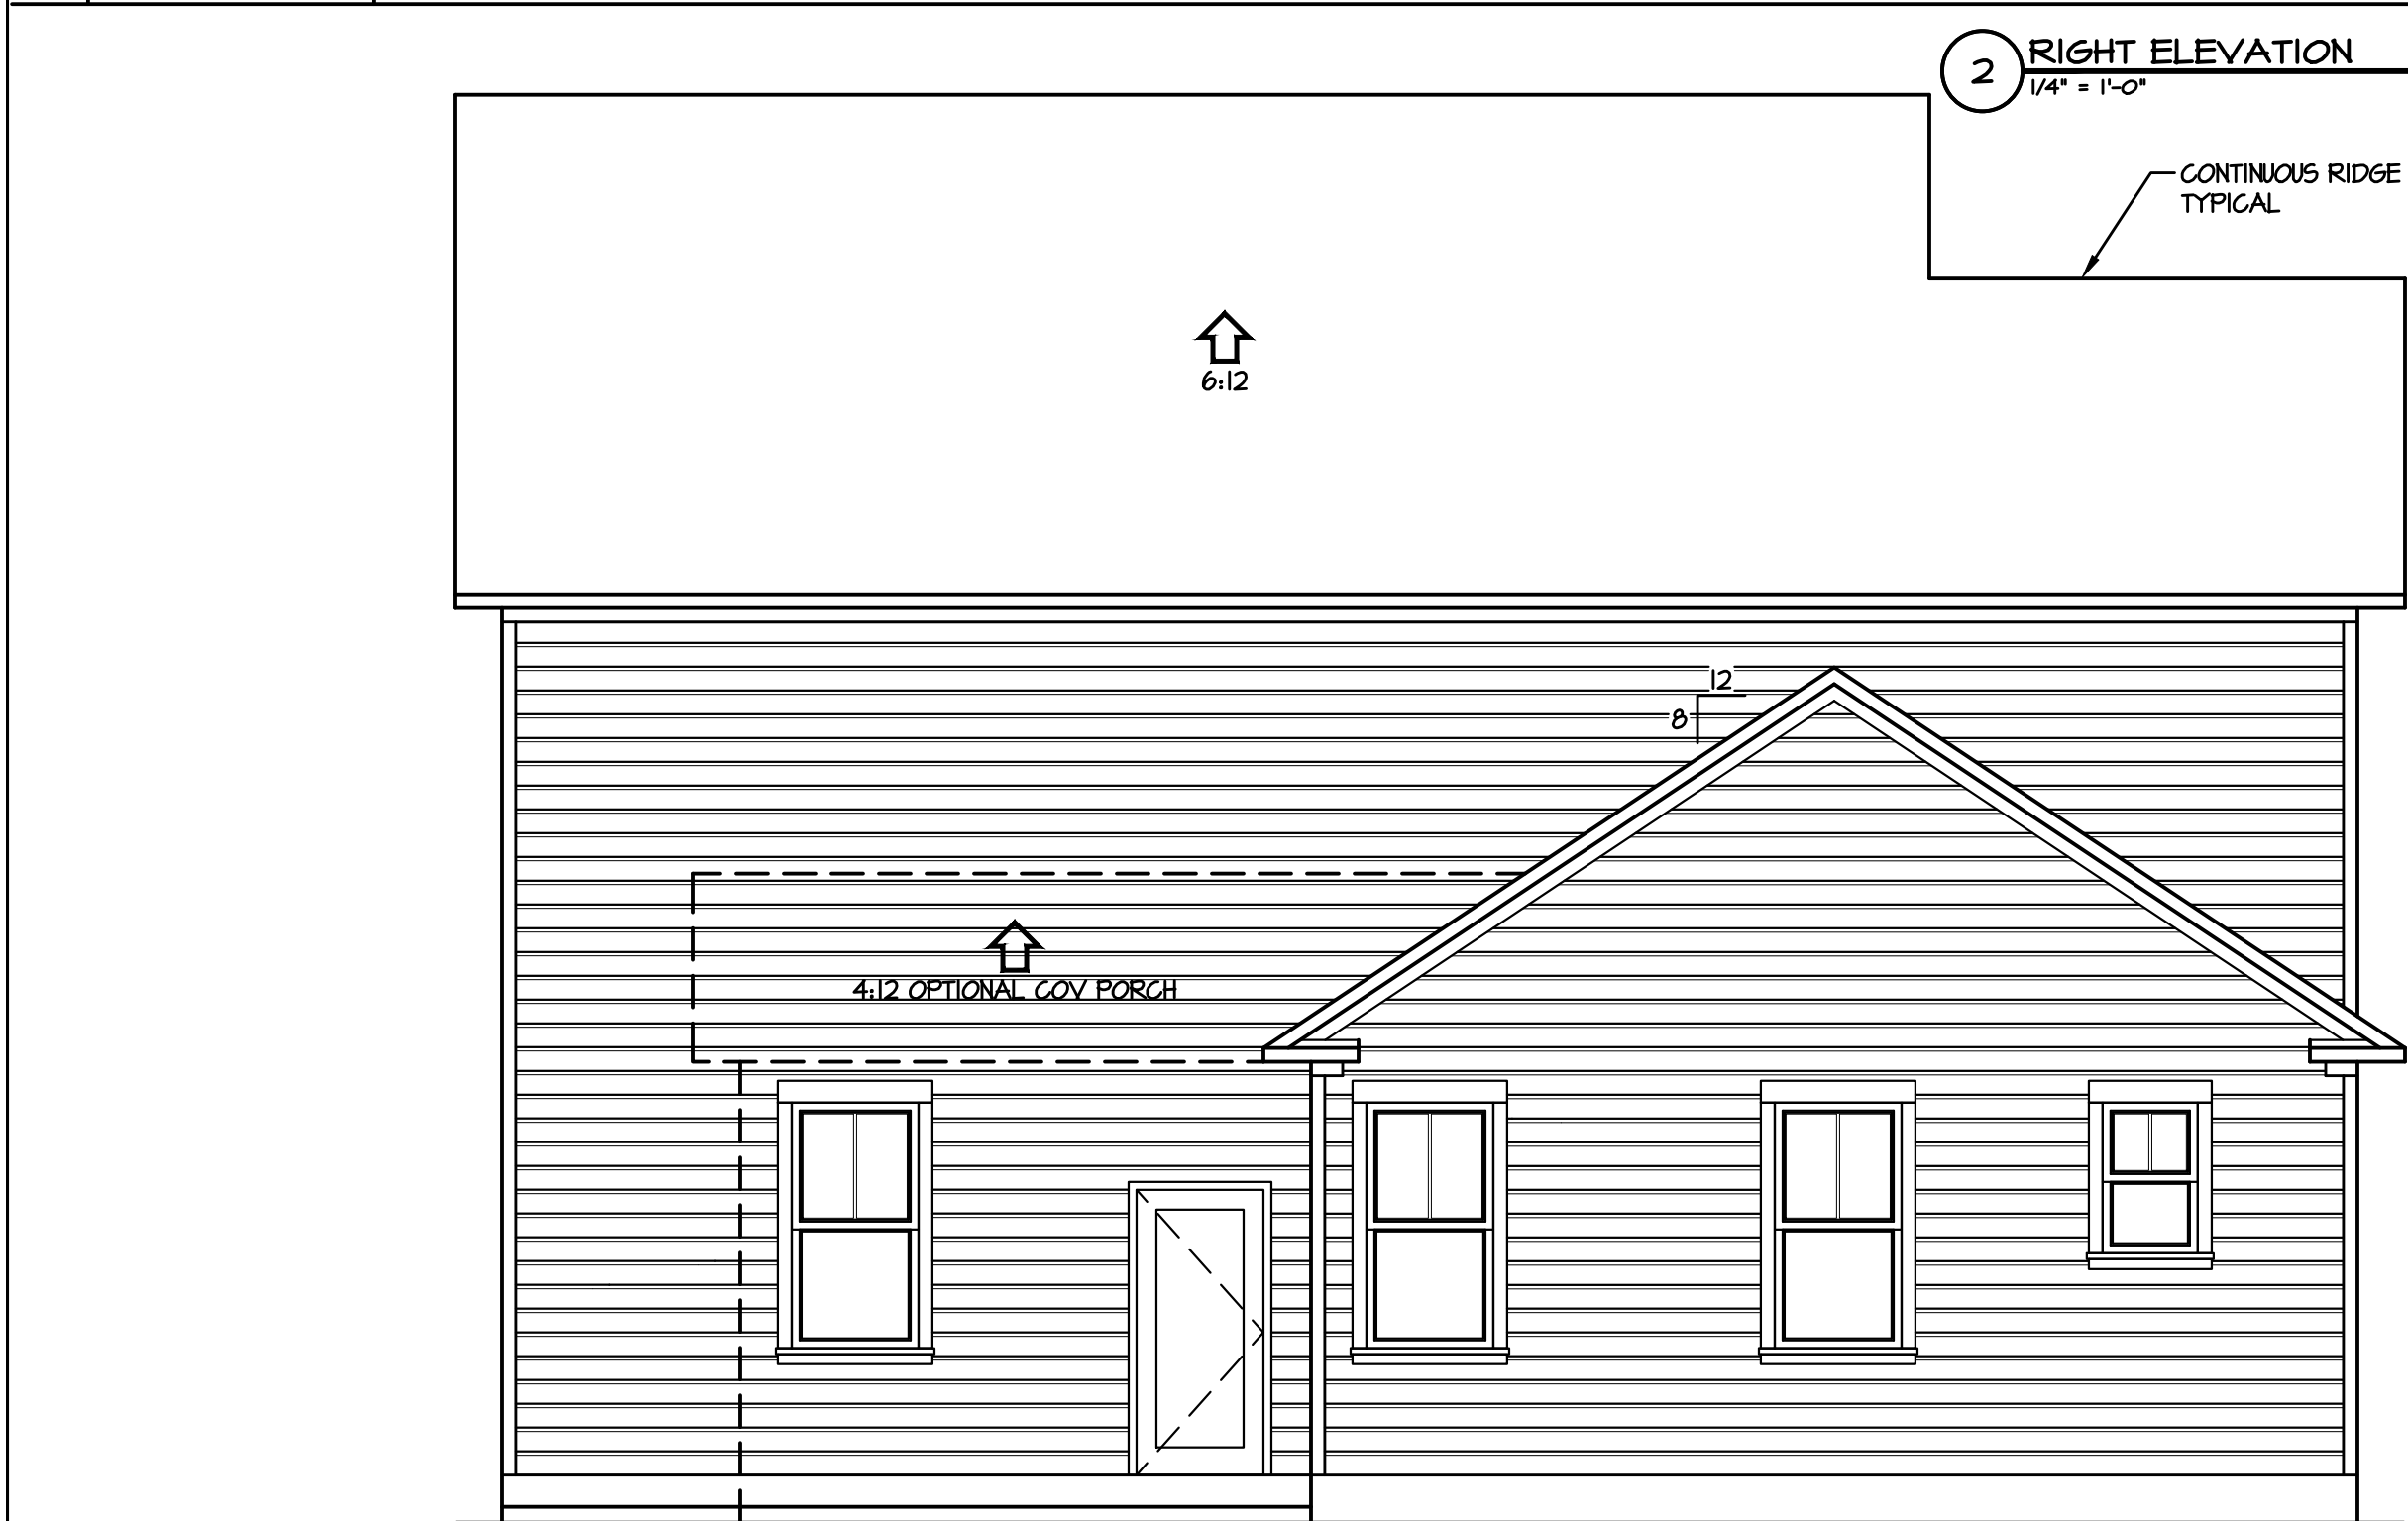 2
RIGHT ELEVATION
1/4" = 1'-0"
CONTINUOUS RIDGE
TYPICAL
6:12
12
8
4:12 OPTIONAL COV PORCH